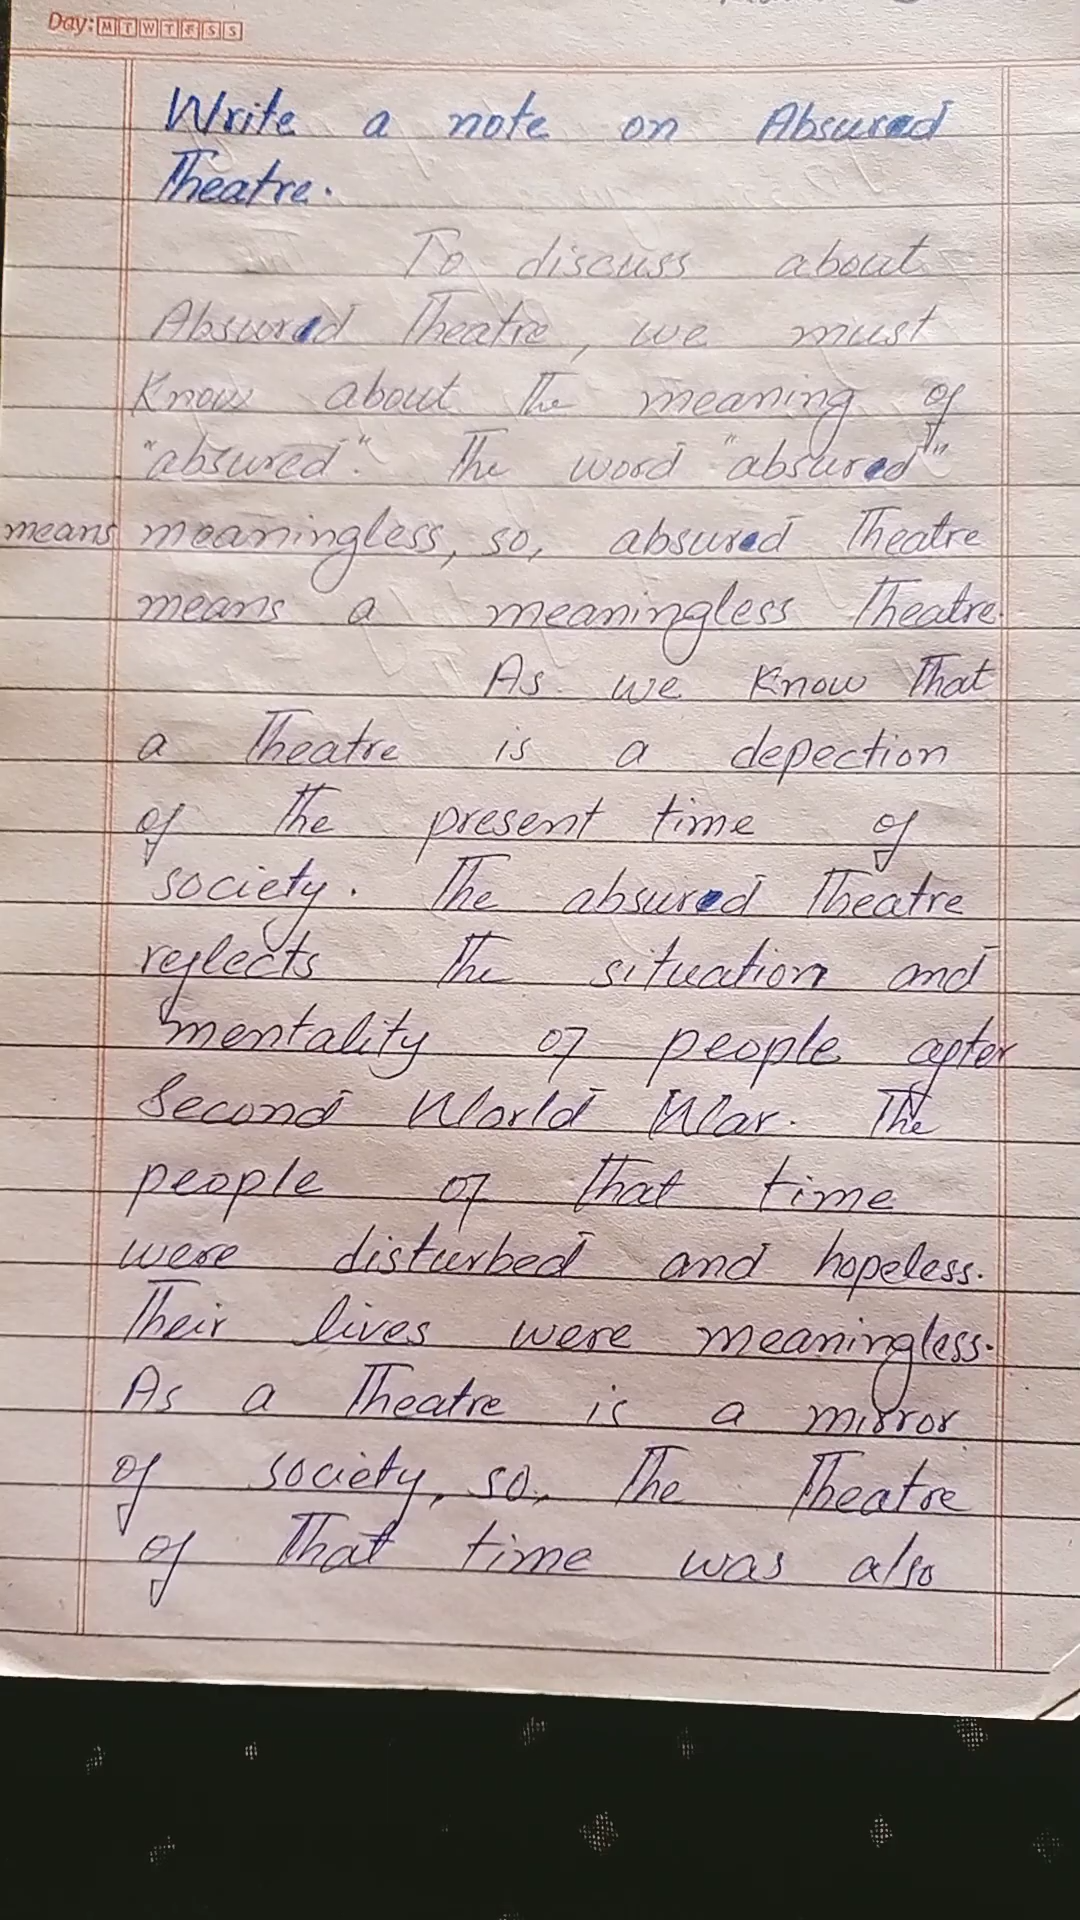 Day: M T W T F S S
Write a note on Absured
Theatre.
To discuss about
Absured Theatre, we must
Know about the meaning of
"absured". The word "absured"
means meaningless, so, absured Theatre
means a meaningless Theatre.
As we Know That
a Theatre is a depection
of the present time of
society. The absured Theatre
reflects the situation and
mentality of people after
Second World War. The
people of that time
were disturbed and hopeless.
Their lives were meaningless.
As a Theatre is a mirror
of society, so, The Theatre
of That time was also